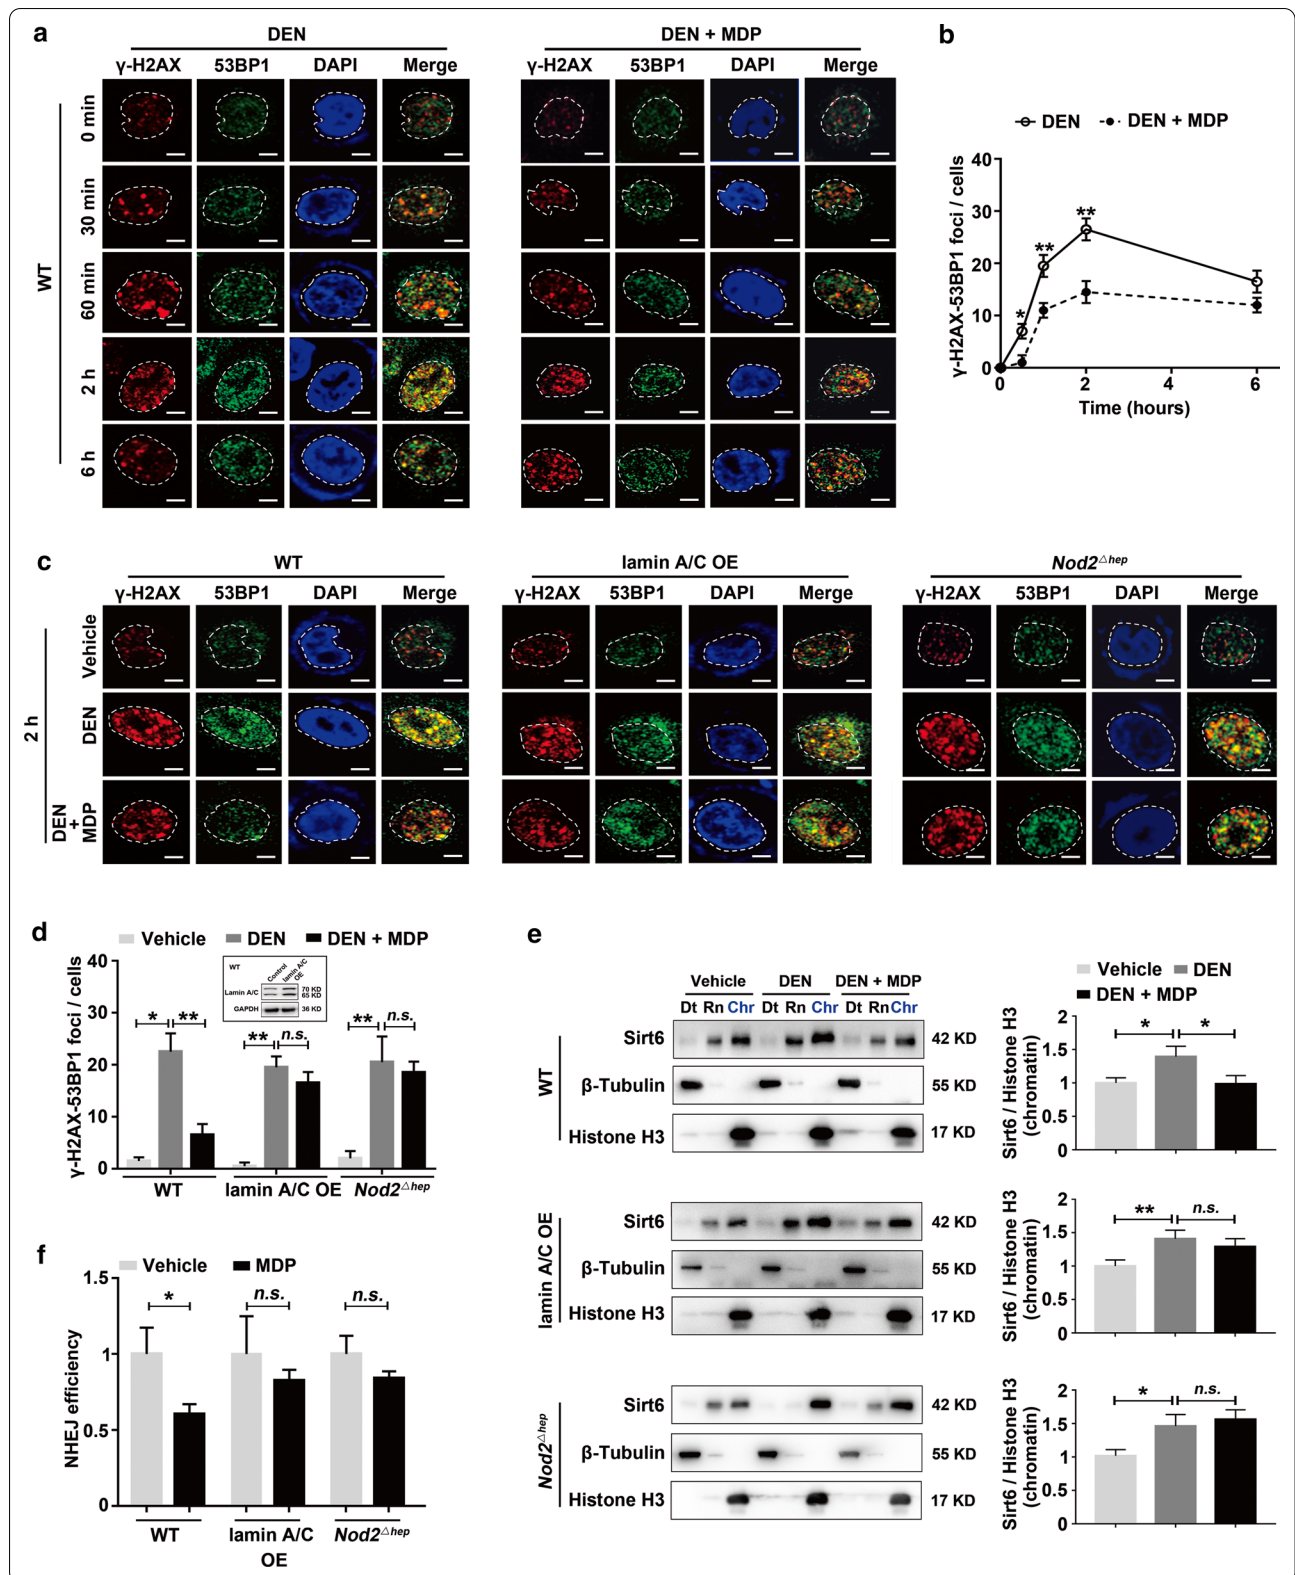 a
DEN
DEN + MDP
γ-H2AX 53BP1 DAPI Merge
γ-H2AX 53BP1 DAPI Merge
WT
0 min
30 min
60 min
2 h
6 h
b
DEN DEN + MDP
γ-H2AX-53BP1 foci / cells
40
30
20
10
0
* ** **
0 2 4 6
Time (hours)
c
WT
lamin A/C OE
Nod2△hep
γ-H2AX 53BP1 DAPI Merge
γ-H2AX 53BP1 DAPI Merge
γ-H2AX 53BP1 DAPI Merge
2 h
Vehicle
DEN
DEN + MDP
d
Vehicle DEN DEN + MDP
γ-H2AX-53BP1 foci / cells
40
30
20
10
0
WT
Control
lamin A/C OE
Lamin A/C
70 KD
65 KD
GAPDH 36 KD
* ** ** n.s. ** n.s.
WT lamin A/C OE Nod2△hep
e
Vehicle DEN DEN + MDP
Dt Rn Chr Dt Rn Chr Dt Rn Chr
WT
Sirt6 42 KD
β-Tubulin 55 KD
Histone H3 17 KD
lamin A/C OE
Sirt6 42 KD
β-Tubulin 55 KD
Histone H3 17 KD
Nod2△hep
Sirt6 42 KD
β-Tubulin 55 KD
Histone H3 17 KD
Vehicle DEN
DEN + MDP
Sirt6 / Histone H3
(chromatin)
2
1.5
1
0.5
0
* *
Sirt6 / Histone H3
(chromatin)
2
1.5
1
0.5
0
** n.s.
Sirt6 / Histone H3
(chromatin)
2
1.5
1
0.5
0
* n.s.
f
Vehicle MDP
NHEJ efficiency
1.5
1
0.5
0
* n.s. n.s.
WT lamin A/C Nod2△hep
OE